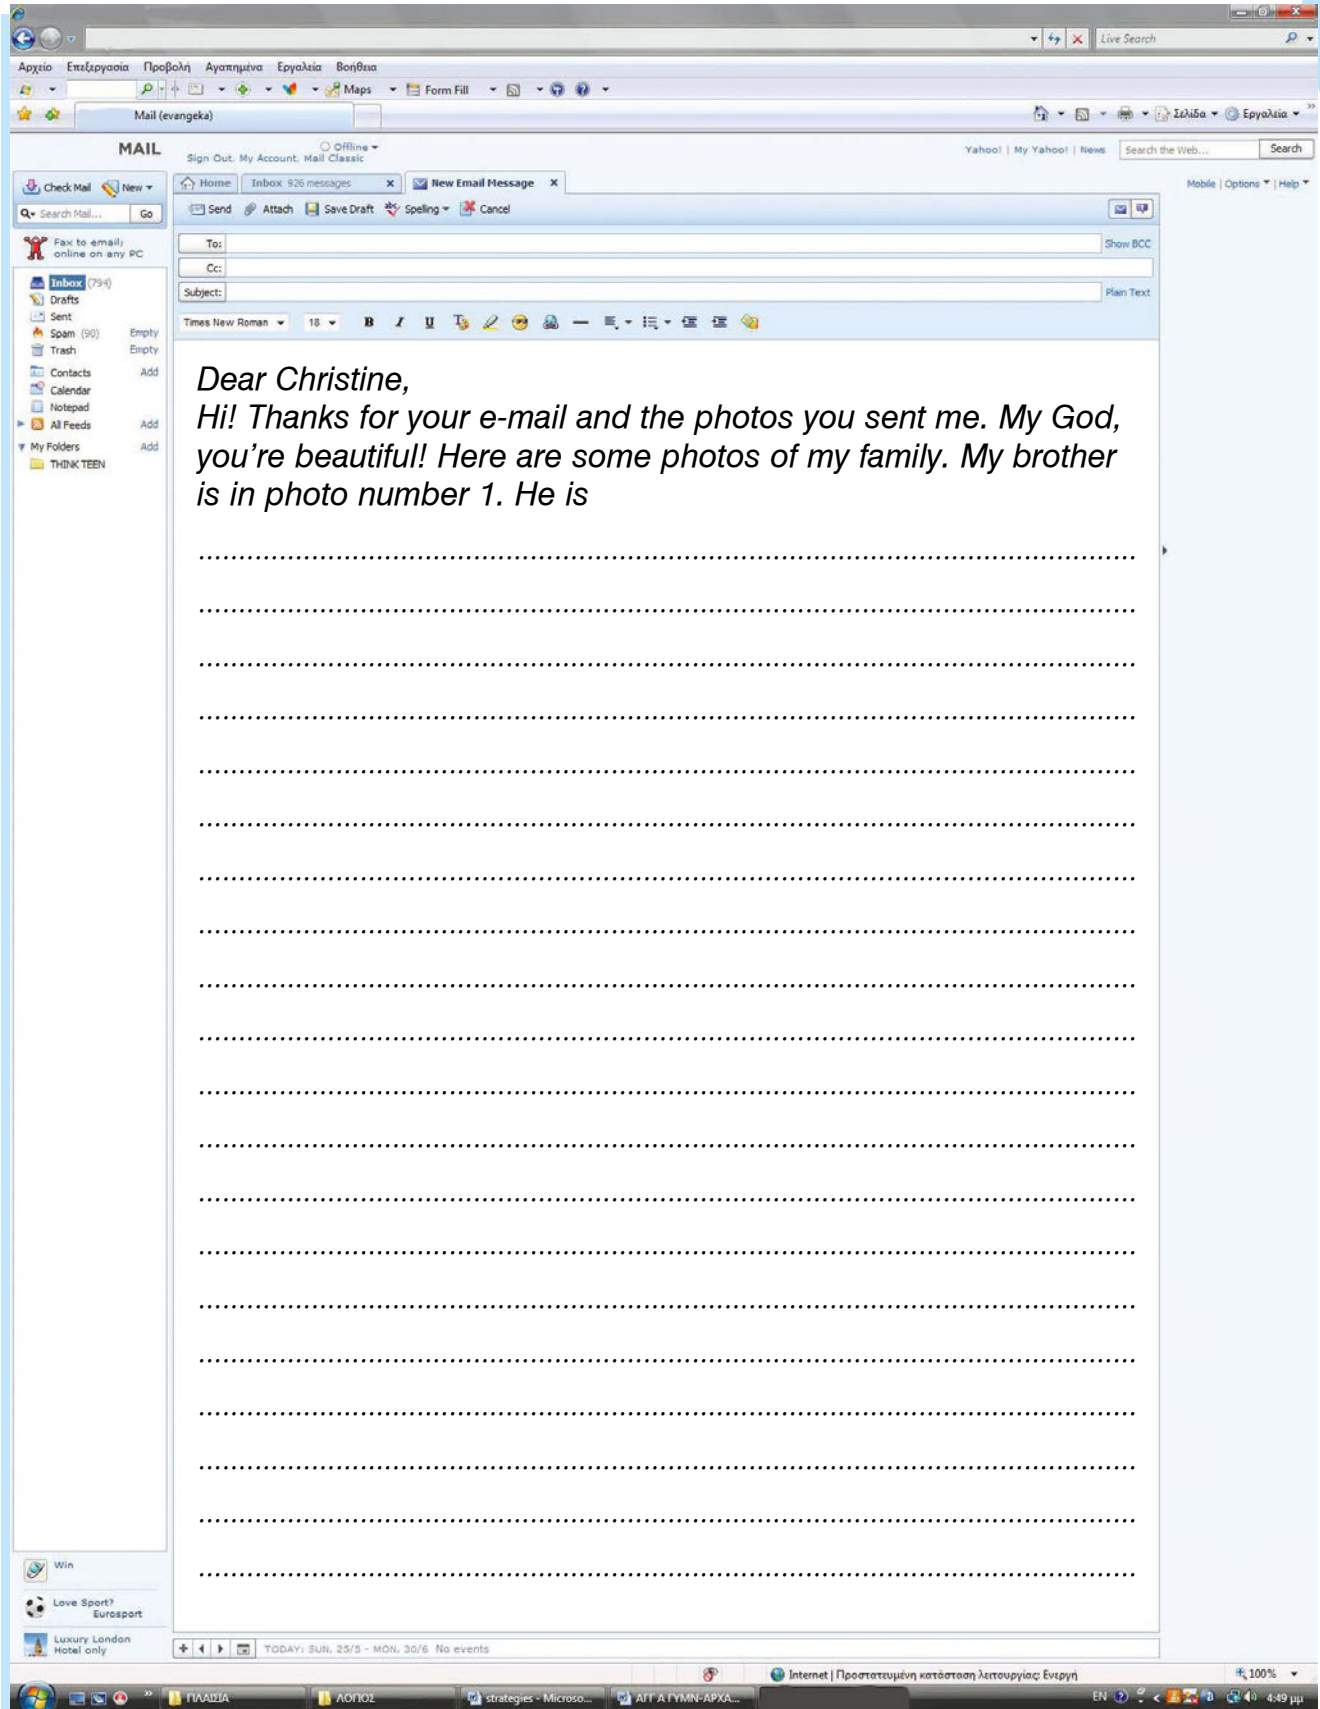 Live Search
Αρχείο Επεξεργασία Προβολή Αγαπημένα Εργαλεία Βοήθεια
Maps Form Fill
Mail (evangeka) Σελίδα Εργαλεία
MAIL Offline
Sign Out, My Account, Mail Classic
Yahoo! | My Yahoo! | News Search the Web... Search
Check Mail New Home Inbox 926 messages x New Email Message x Mobile | Options | Help
Search Mail... Go Send Attach Save Draft Speling Cancel
Fax to email;
online on any PC
To: Show BCC
Cc:
Subject: Plain Text
Times New Roman 18 B I U
Inbox (794)
Drafts
Sent
Spam (90) Empty
Trash Empty
Contacts Add
Calendar
Notepad
All Feeds Add
My Folders Add
THINK TEEN
Dear Christine,
Hi! Thanks for your e-mail and the photos you sent me. My God,
you’re beautiful! Here are some photos of my family. My brother
is in photo number 1. He is
Win
Love Sport?
Eurosport
Luxury London
Hotel only
TODAY: SUN, 25/5 - MON, 30/6 No events
Internet | Προστατευμένη κατάσταση λειτουργίας: Ενεργή 100%
ΠΛΑΙΣΙΑ ΛΟΓΙΟΣ strategies - Microso... ΑΓΓ Α ΓΥΜΝ-ΑΡΧΑ... EN 4:49 μμ